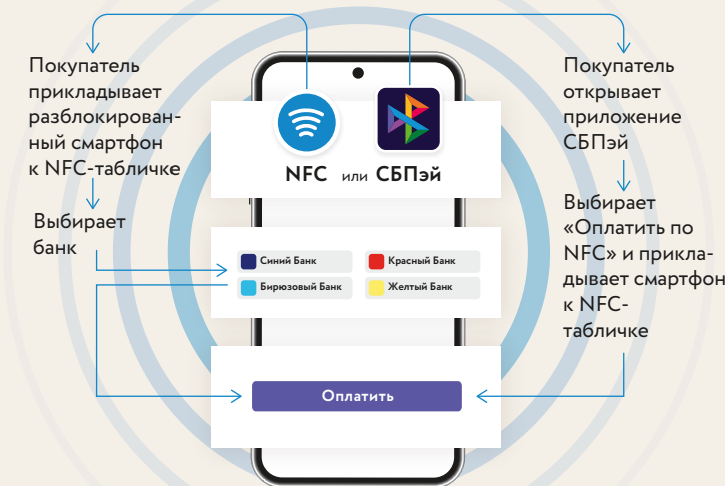 Покупатель
прикладывает
разблокирован-
ный смартфон
к NFC-табличке
Выбирает
банк
NFC или СБПэй
Синий Банк
Красный Банк
Бирюзовый Банк
Желтый Банк
Оплатить
Покупатель
открывает
приложение
СБПэй
Выбирает
«Оплатить по
NFC» и прикла-
дывает смартфон
к NFC-
табличке